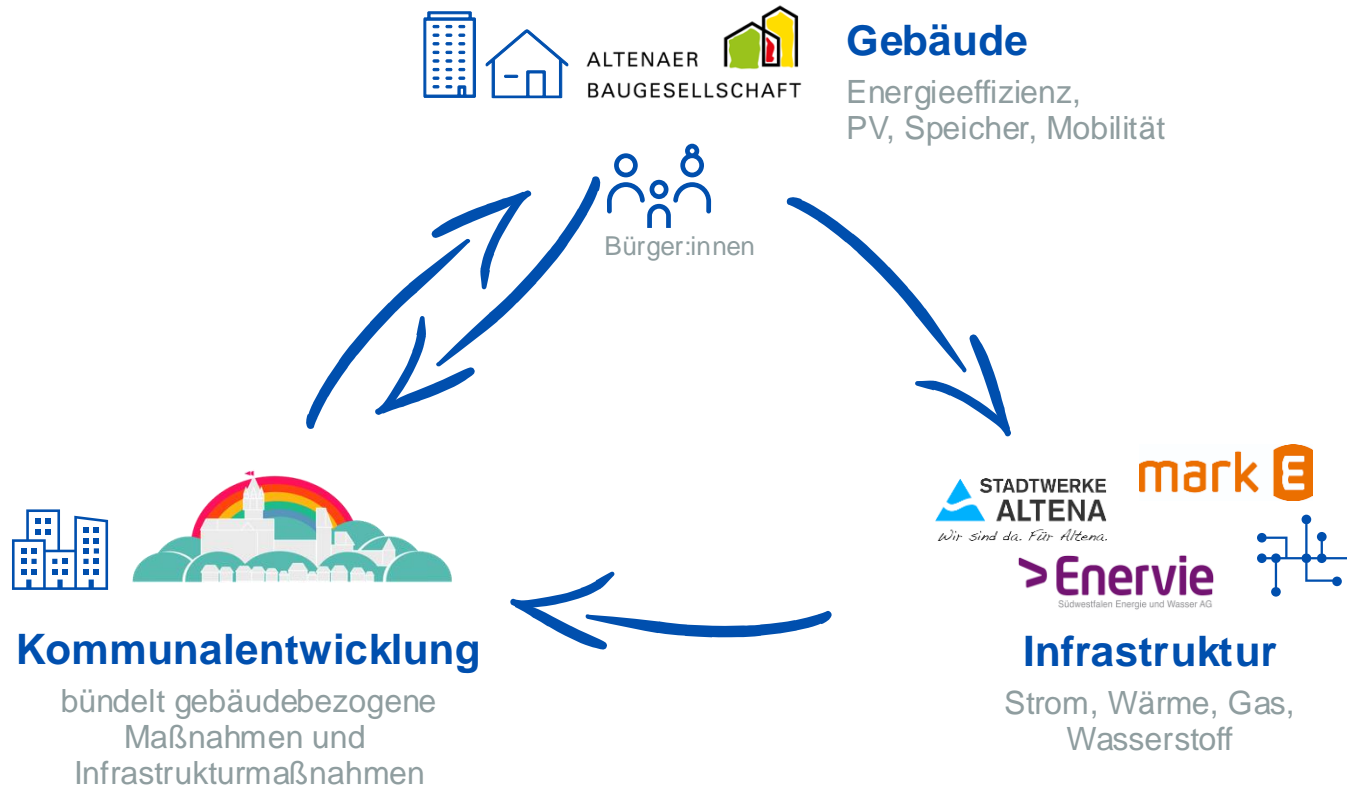 ALTENAER
BAUGESELLSCHAFT
Gebäude
Energieeffizienz,
PV, Speicher, Mobilität
Bürger:innen
STADTWERKE
ALTENA
Wir sind da. Für Altena.
mark E
>Enervie
Südwestfalen Energie und Wasser AG
Kommunalentwicklung
bündelt gebäudebezogene
Maßnahmen und
Infrastrukturmaßnahmen
Infrastruktur
Strom, Wärme, Gas,
Wasserstoff